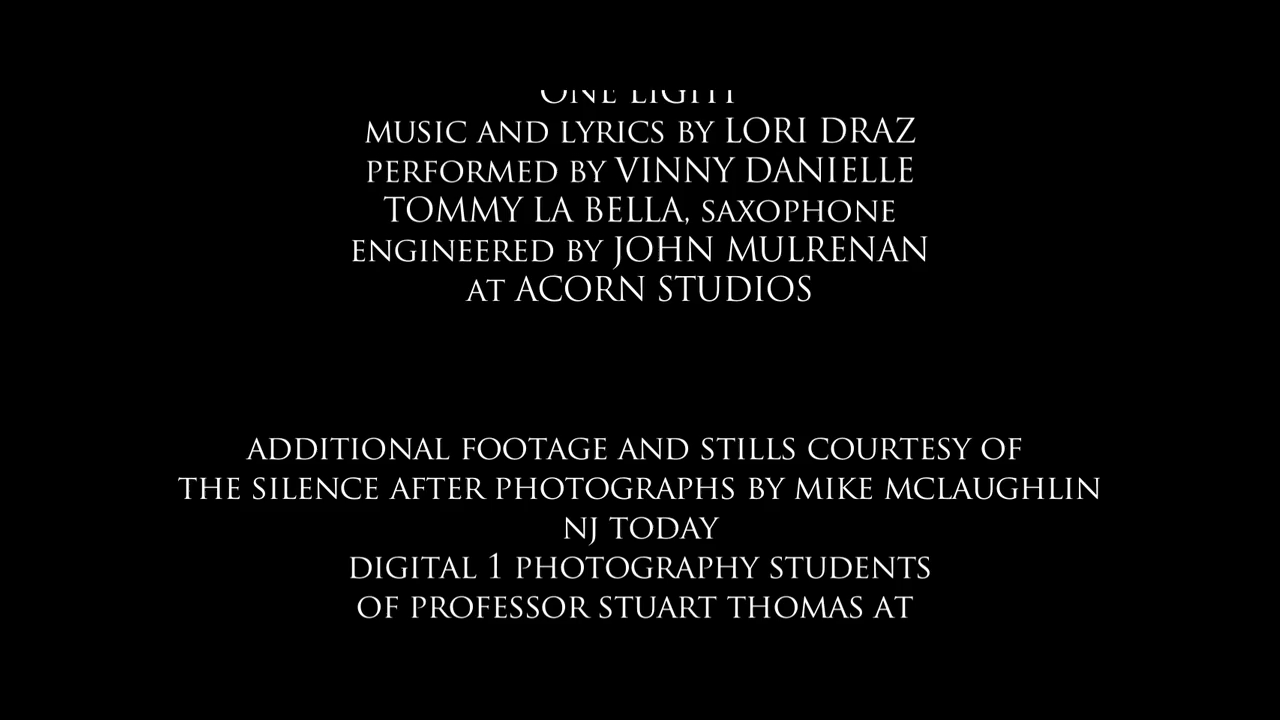 ONE LIGHT
MUSIC AND LYRICS BY LORI DRAZ
PERFORMED BY VINNY DANIELLE
TOMMY LA BELLA, SAXOPHONE
ENGINEERED BY JOHN MULRENAN
AT ACORN STUDIOS
ADDITIONAL FOOTAGE AND STILLS COURTESY OF
THE SILENCE AFTER PHOTOGRAPHS BY MIKE MCLAUGHLIN
NJ TODAY
DIGITAL 1 PHOTOGRAPHY STUDENTS
OF PROFESSOR STUART THOMAS AT